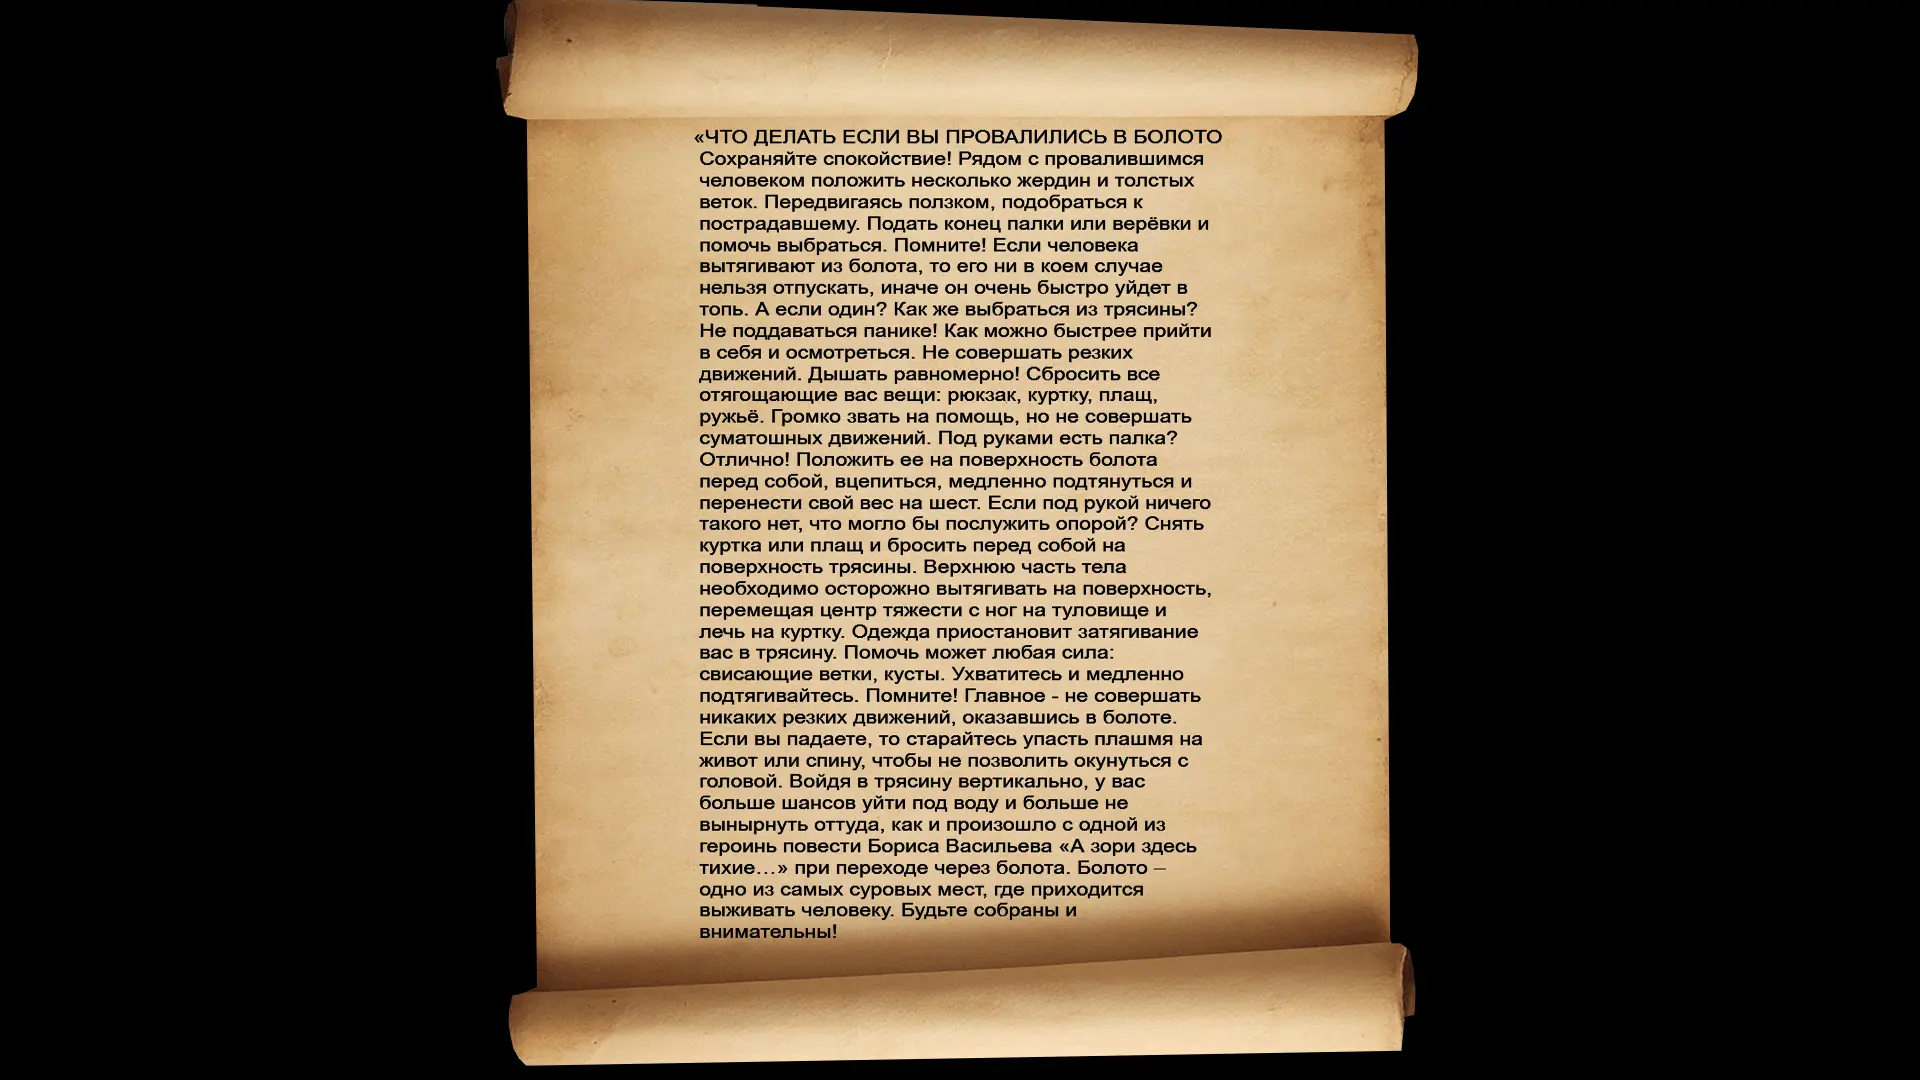 «ЧТО ДЕЛАТЬ ЕСЛИ ВЫ ПРОВАЛИЛИСЬ В БОЛОТО
Сохраняйте спокойствие! Рядом с провалившимся
человеком положить несколько жердин и толстых
веток. Передвигаясь ползком, подобраться к
пострадавшему. Подать конец палки или верёвки и
помочь выбраться. Помните! Если человека
вытягивают из болота, то его ни в коем случае
нельзя отпускать, иначе он очень быстро уйдет в
топь. А если один? Как же выбраться из трясины?
Не поддаваться панике! Как можно быстрее прийти
в себя и осмотреться. Не совершать резких
движений. Дышать равномерно! Сбросить все
отягощающие вас вещи: рюкзак, куртку, плащ,
ружьё. Громко звать на помощь, но не совершать
суматошных движений. Под руками есть палка?
Отлично! Положить ее на поверхность болота
перед собой, вцепиться, медленно подтянуться и
перенести свой вес на шест. Если под рукой ничего
такого нет, что могло бы послужить опорой? Снять
куртка или плащ и бросить перед собой на
поверхность трясины. Верхнюю часть тела
необходимо осторожно вытягивать на поверхность,
перемещая центр тяжести с ног на туловище и
лечь на куртку. Одежда приостановит затягивание
вас в трясину. Помочь может любая сила:
свисающие ветки, кусты. Ухватитесь и медленно
подтягивайтесь. Помните! Главное - не совершать
никаких резких движений, оказавшись в болоте.
Если вы падаете, то старайтесь упасть плашмя на
живот или спину, чтобы не позволить окунуться с
головой. Войдя в трясину вертикально, у вас
больше шансов уйти под воду и больше не
вынырнуть оттуда, как и произошло с одной из
героинь повести Бориса Васильева «А зори здесь
тихие…» при переходе через болота. Болото –
одно из самых суровых мест, где приходится
выживать человеку. Будьте собраны и
внимательны!